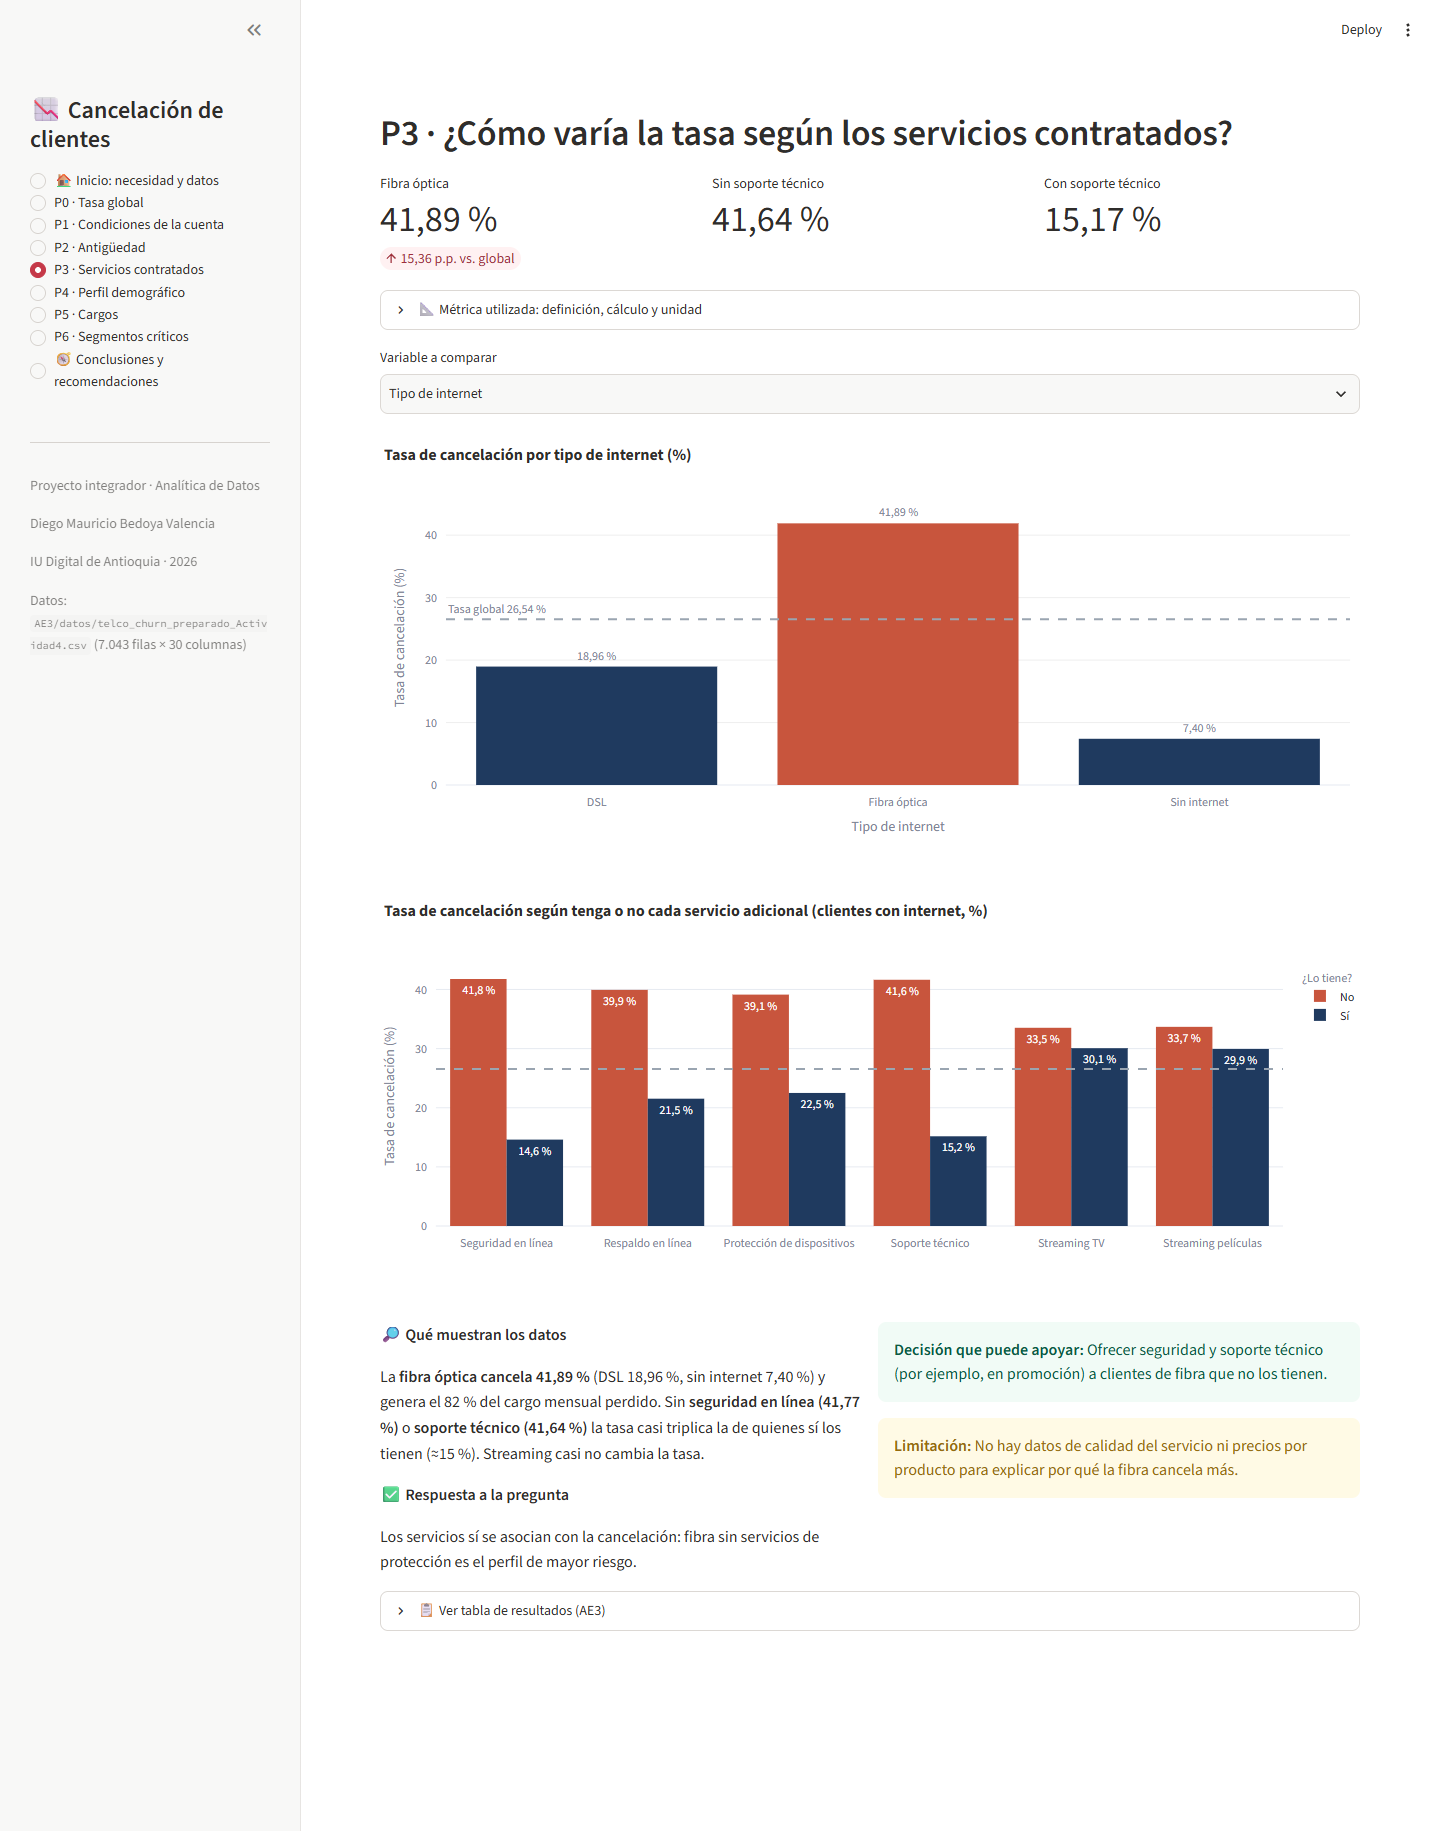 Deploy
Cancelación de
clientes
Inicio: necesidad y datos
P0 · Tasa global
P1 · Condiciones de la cuenta
P2 · Antigüedad
P3 · Servicios contratados
P4 · Perfil demográfico
P5 · Cargos
P6 · Segmentos críticos
Conclusiones y
recomendaciones
Proyecto integrador · Analítica de Datos
Diego Mauricio Bedoya Valencia
IU Digital de Antioquia · 2026
Datos:
AE3/datos/telco_churn_preparado_Activ
idad4.csv (7.043 filas × 30 columnas)
P3 · ¿Cómo varía la tasa según los servicios contratados?
Fibra óptica
41,89 %
↑ 15,36 p.p. vs. global
Sin soporte técnico
41,64 %
Con soporte técnico
15,17 %
Métrica utilizada: definición, cálculo y unidad
Variable a comparar
Tipo de internet
Tasa de cancelación por tipo de internet (%)
Tasa de cancelación (%)
40
30
20
10
0
Tasa global 26,54 %
18,96 %
41,89 %
7,40 %
DSL
Fibra óptica
Sin internet
Tipo de internet
Tasa de cancelación según tenga o no cada servicio adicional (clientes con internet, %)
Tasa de cancelación (%)
40
30
20
10
0
41,8 %
14,6 %
39,9 %
21,5 %
39,1 %
22,5 %
41,6 %
15,2 %
33,5 %
30,1 %
33,7 %
29,9 %
Seguridad en línea
Respaldo en línea
Protección de dispositivos
Soporte técnico
Streaming TV
Streaming películas
¿Lo tiene?
No
Sí
Qué muestran los datos
La fibra óptica cancela 41,89 % (DSL 18,96 %, sin internet 7,40 %) y
genera el 82 % del cargo mensual perdido. Sin seguridad en línea (41,77
%) o soporte técnico (41,64 %) la tasa casi triplica la de quienes sí los
tienen (≈15 %). Streaming casi no cambia la tasa.
Respuesta a la pregunta
Los servicios sí se asocian con la cancelación: fibra sin servicios de
protección es el perfil de mayor riesgo.
Decisión que puede apoyar: Ofrecer seguridad y soporte técnico
(por ejemplo, en promoción) a clientes de fibra que no los tienen.
Limitación: No hay datos de calidad del servicio ni precios por
producto para explicar por qué la fibra cancela más.
Ver tabla de resultados (AE3)